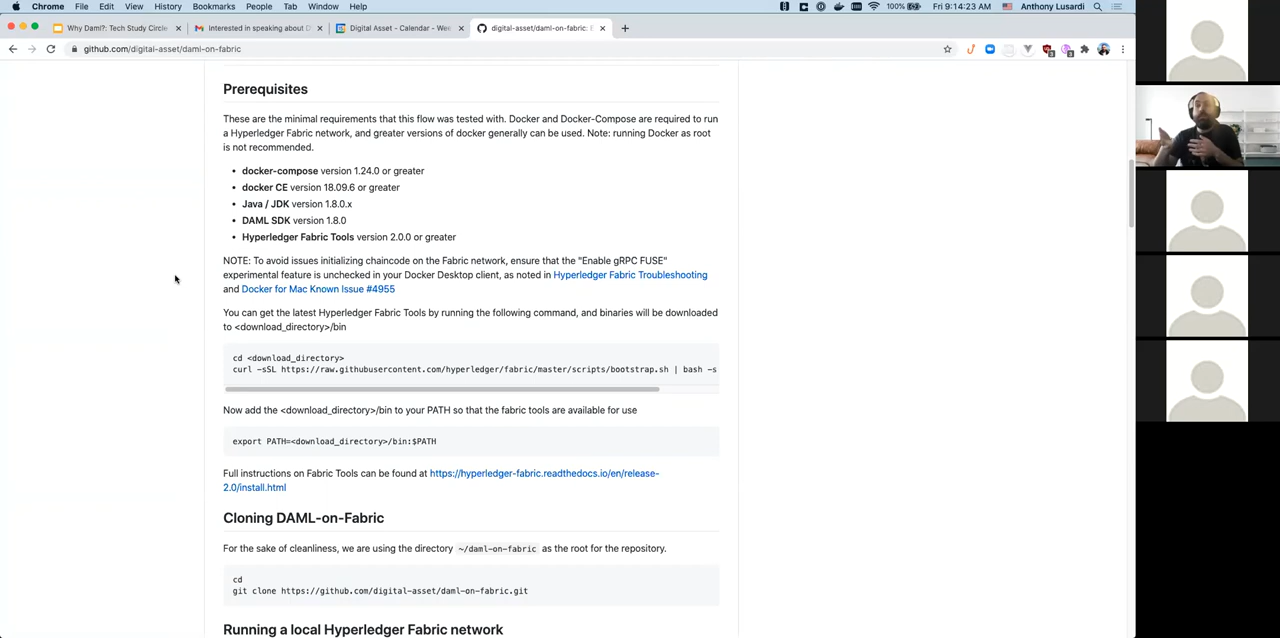 Chrome File Edit View History Bookmarks People Tab Window Help
100% Fri 9:14:23 AM Anthony Lusardi
Why Daml?: Tech Study Circle
Interested in speaking about D
Digital Asset - Calendar - Wee
digital-asset/daml-on-fabric: E
github.com/digital-asset/daml-on-fabric
Prerequisites
These are the minimal requirements that this flow was tested with. Docker and Docker-Compose are required to run
a Hyperledger Fabric network, and greater versions of docker generally can be used. Note: running Docker as root
is not recommended.
• docker-compose version 1.24.0 or greater
• docker CE version 18.09.6 or greater
• Java / JDK version 1.8.0.x
• DAML SDK version 1.8.0
• Hyperledger Fabric Tools version 2.0.0 or greater
NOTE: To avoid issues initializing chaincode on the Fabric network, ensure that the "Enable gRPC FUSE"
experimental feature is unchecked in your Docker Desktop client, as noted in Hyperledger Fabric Troubleshooting
and Docker for Mac Known Issue #4955
You can get the latest Hyperledger Fabric Tools by running the following command, and binaries will be downloaded
to <download_directory>/bin
cd <download_directory>
curl -sSL https://raw.githubusercontent.com/hyperledger/fabric/master/scripts/bootstrap.sh | bash -s
Now add the <download_directory>/bin to your PATH so that the fabric tools are available for use
export PATH=<download_directory>/bin:$PATH
Full instructions on Fabric Tools can be found at https://hyperledger-fabric.readthedocs.io/en/release-
2.0/install.html
Cloning DAML-on-Fabric
For the sake of cleanliness, we are using the directory ~/daml-on-fabric as the root for the repository.
cd
git clone https://github.com/digital-asset/daml-on-fabric.git
Running a local Hyperledger Fabric network